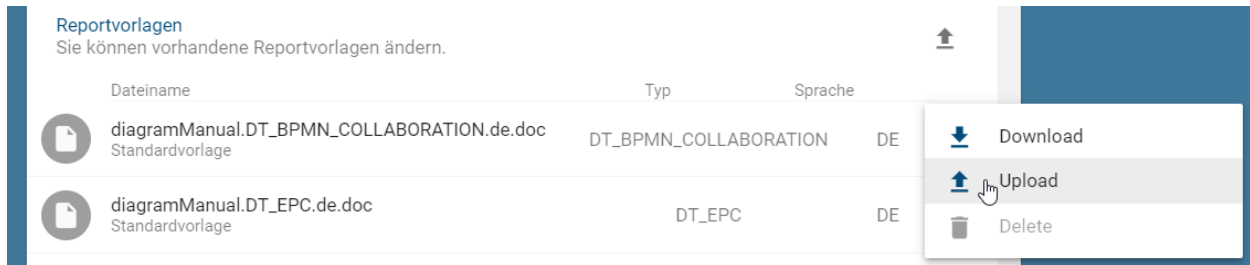 Reportvorlagen
Sie können vorhandene Reportvorlagen ändern.
Dateiname Typ Sprache
diagramManual.DT_BPMN_COLLABORATION.de.doc DT_BPMN_COLLABORATION DE
Standardvorlage
diagramManual.DT_EPC.de.doc DT_EPC DE
Standardvorlage
Download
Upload
Delete